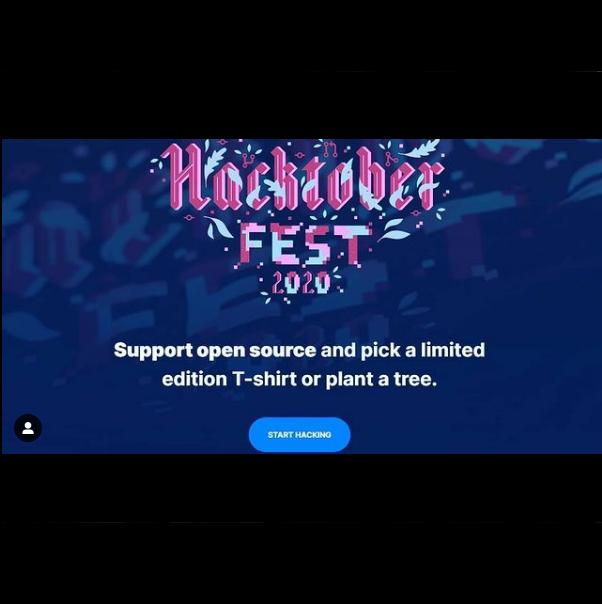 Hacktober
FEST
2020
Support open source and pick a limited
edition T-shirt or plant a tree.
START HACKING